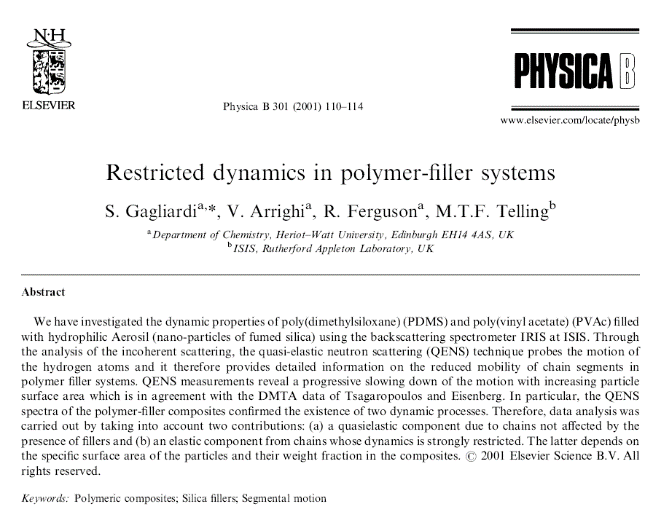 N·H
ELSEVIER
Physica B 301 (2001) 110–114
PHYSICA B
www.elsevier.com/locate/physb
Restricted dynamics in polymer-filler systems
S. Gagliardiᵃ,*, V. Arrighiᵃ, R. Fergusonᵃ, M.T.F. Tellingᵇ
ᵃ Department of Chemistry, Heriot–Watt University, Edinburgh EH14 4AS, UK
ᵇ ISIS, Rutherford Appleton Laboratory, UK
Abstract
We have investigated the dynamic properties of poly(dimethylsiloxane) (PDMS) and poly(vinyl acetate) (PVAc) filled
with hydrophilic Aerosil (nano-particles of fumed silica) using the backscattering spectrometer IRIS at ISIS. Through
the analysis of the incoherent scattering, the quasi-elastic neutron scattering (QENS) technique probes the motion of
the hydrogen atoms and it therefore provides detailed information on the reduced mobility of chain segments in
polymer filler systems. QENS measurements reveal a progressive slowing down of the motion with increasing particle
surface area which is in agreement with the DMTA data of Tsagaropoulos and Eisenberg. In particular, the QENS
spectra of the polymer-filler composites confirmed the existence of two dynamic processes. Therefore, data analysis was
carried out by taking into account two contributions: (a) a quasielastic component due to chains not affected by the
presence of fillers and (b) an elastic component from chains whose dynamics is strongly restricted. The latter depends on
the specific surface area of the particles and their weight fraction in the composites. © 2001 Elsevier Science B.V. All
rights reserved.
Keywords: Polymeric composites; Silica fillers; Segmental motion